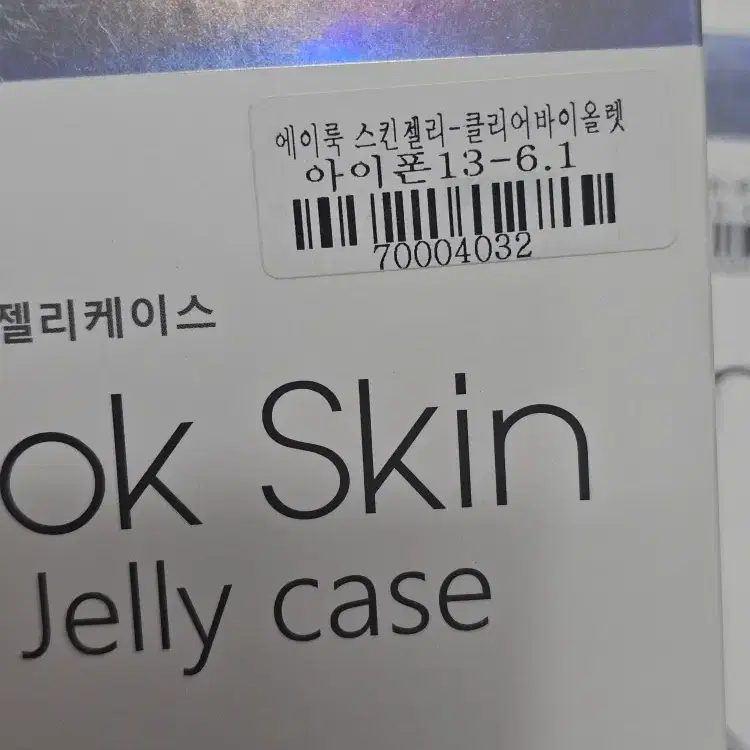 에이룩 스킨젤리-클리어바이올렛
아이폰13-6.1
70004032
젤리케이스
ok Skin
Jelly case